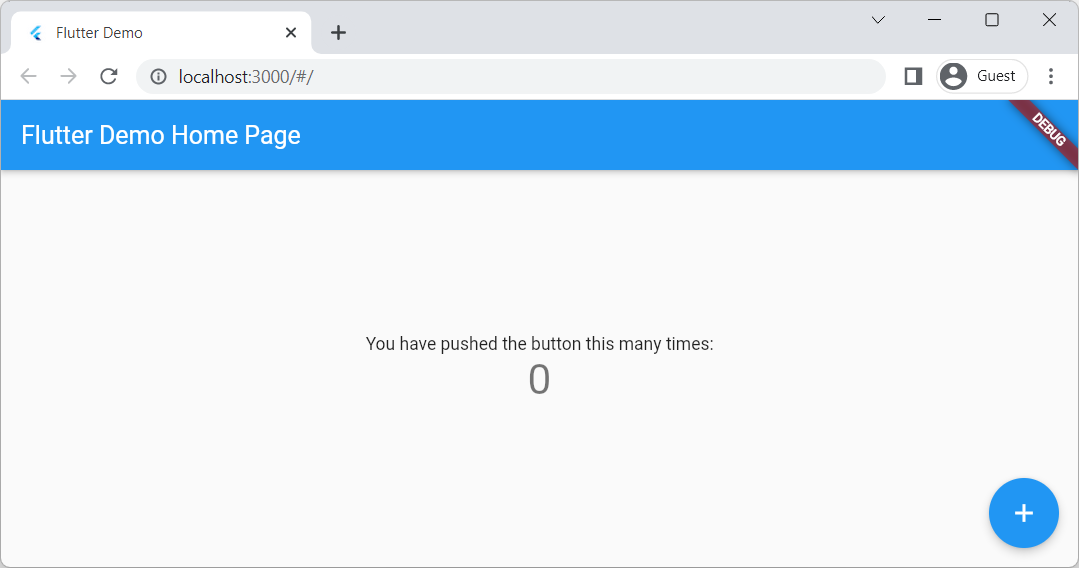 Flutter Demo
localhost:3000/#/
Guest
Flutter Demo Home Page
DEBUG
You have pushed the button this many times:
0